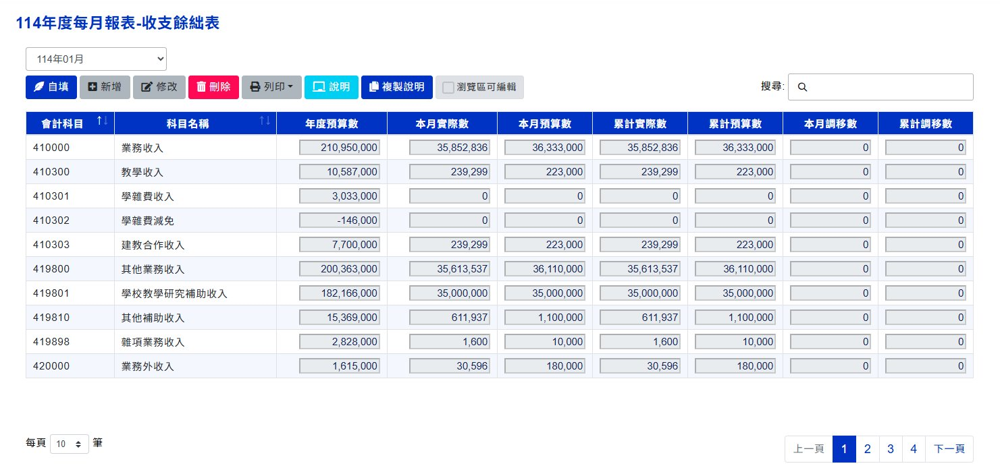 114年度每月報表-收支餘絀表
114年01月
自填 新增 修改 刪除 列印 說明 複製說明 瀏覽區可編輯 搜尋:
會計科目 科目名稱 年度預算數 本月實際數 本月預算數 累計實際數 累計預算數 本月調移數 累計調移數
410000 業務收入 210,950,000 35,852,836 36,333,000 35,852,836 36,333,000 0 0
410300 教學收入 10,587,000 239,299 223,000 239,299 223,000 0 0
410301 學雜費收入 3,033,000 0 0 0 0 0 0
410302 學雜費減免 -146,000 0 0 0 0 0 0
410303 建教合作收入 7,700,000 239,299 223,000 239,299 223,000 0 0
419800 其他業務收入 200,363,000 35,613,537 36,110,000 35,613,537 36,110,000 0 0
419801 學校教學研究補助收入 182,166,000 35,000,000 35,000,000 35,000,000 35,000,000 0 0
419810 其他補助收入 15,369,000 611,937 1,100,000 611,937 1,100,000 0 0
419898 雜項業務收入 2,828,000 1,600 10,000 1,600 10,000 0 0
420000 業務外收入 1,615,000 30,596 180,000 30,596 180,000 0 0
每頁 10 筆 上一頁 1 2 3 4 下一頁